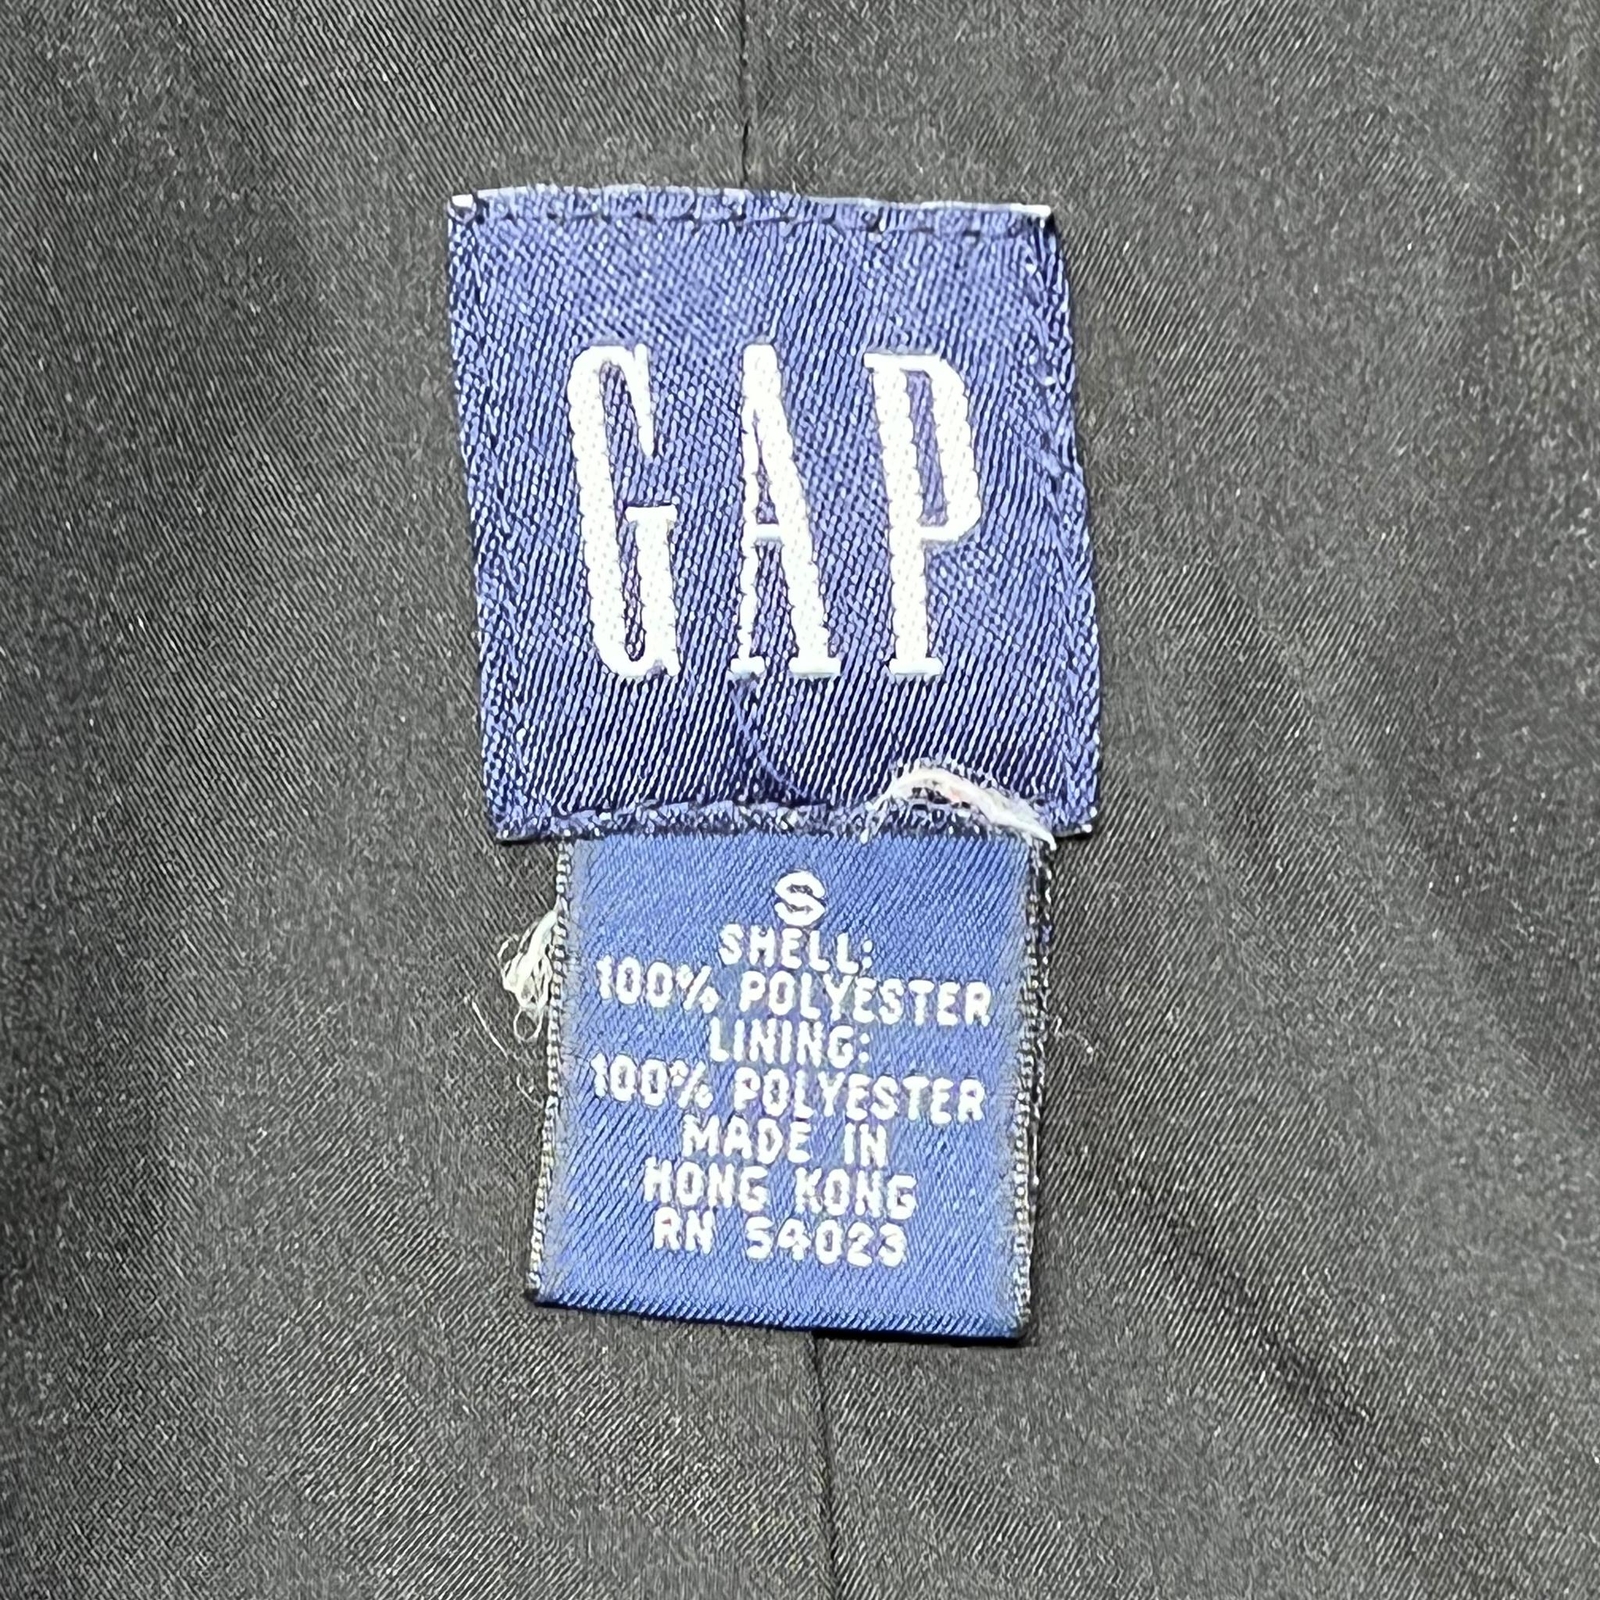 GAP
S
SHELL:
100% POLYESTER
LINING:
100% POLYESTER
MADE IN
HONG KONG
RN 54023